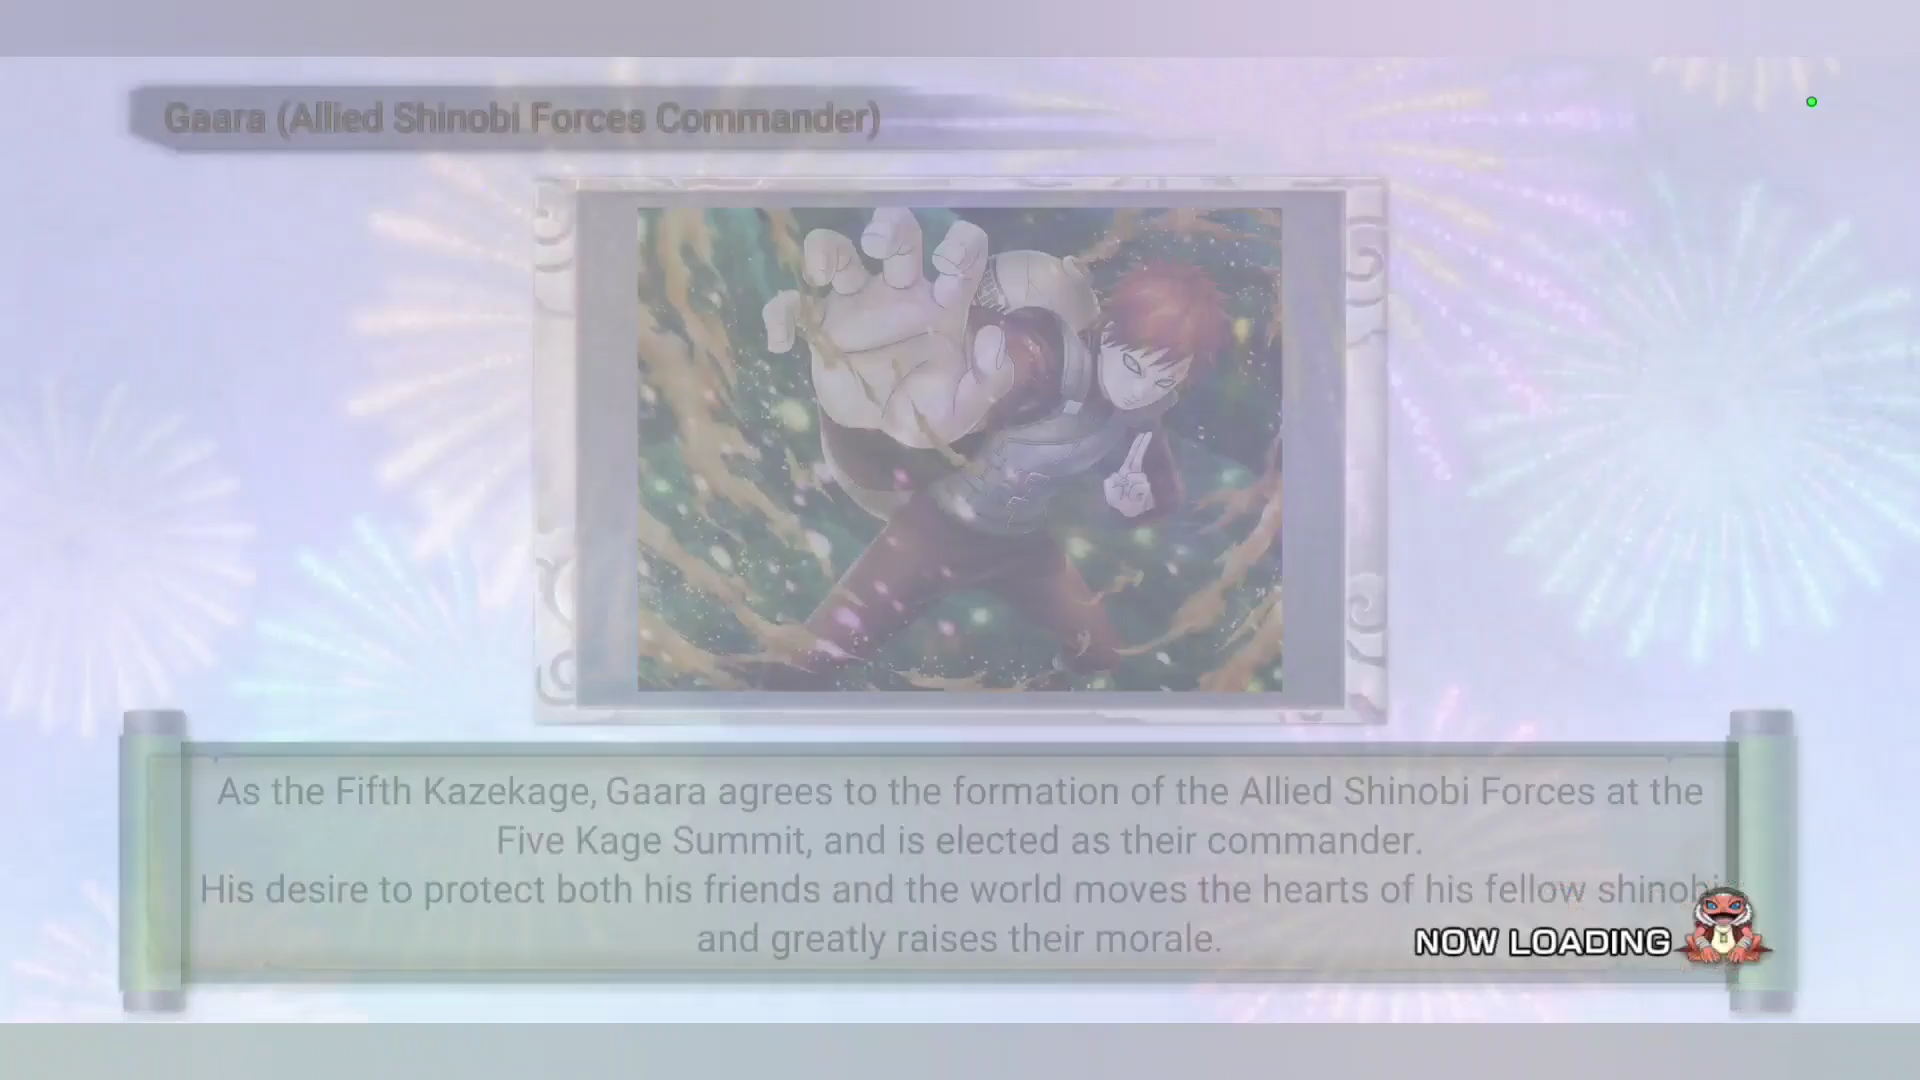 Gaara (Allied Shinobi Forces Commander)
As the Fifth Kazekage, Gaara agrees to the formation of the Allied Shinobi Forces at the
Five Kage Summit, and is elected as their commander.
His desire to protect both his friends and the world moves the hearts of his fellow shinobi
and greatly raises their morale.
NOW LOADING